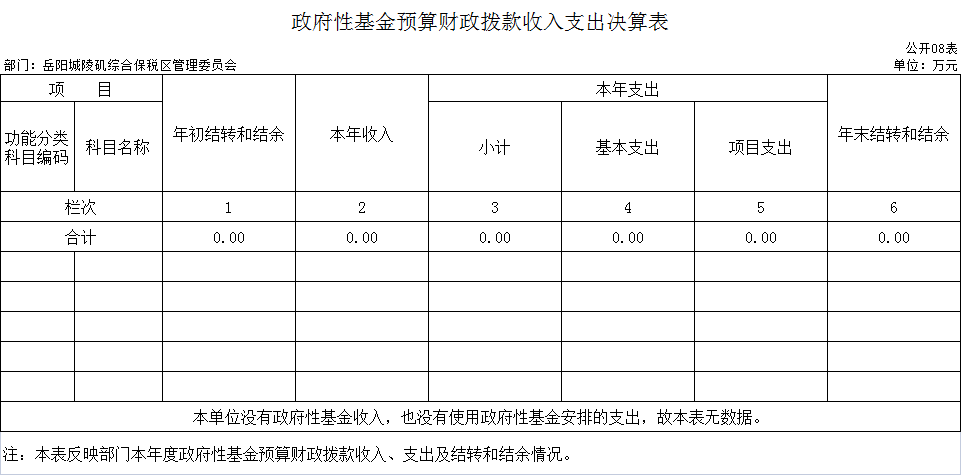 政府性基金预算财政拨款收入支出决算表
公开08表
部门：岳阳城陵矶综合保税区管理委员会 单位：万元
项 目 年初结转和结余 本年收入 本年支出 年末结转和结余
功能分类科目编码 科目名称 小计 基本支出 项目支出
栏次 1 2 3 4 5 6
合计 0.00 0.00 0.00 0.00 0.00 0.00
本单位没有政府性基金收入，也没有使用政府性基金安排的支出，故本表无数据。
注：本表反映部门本年度政府性基金预算财政拨款收入、支出及结转和结余情况。